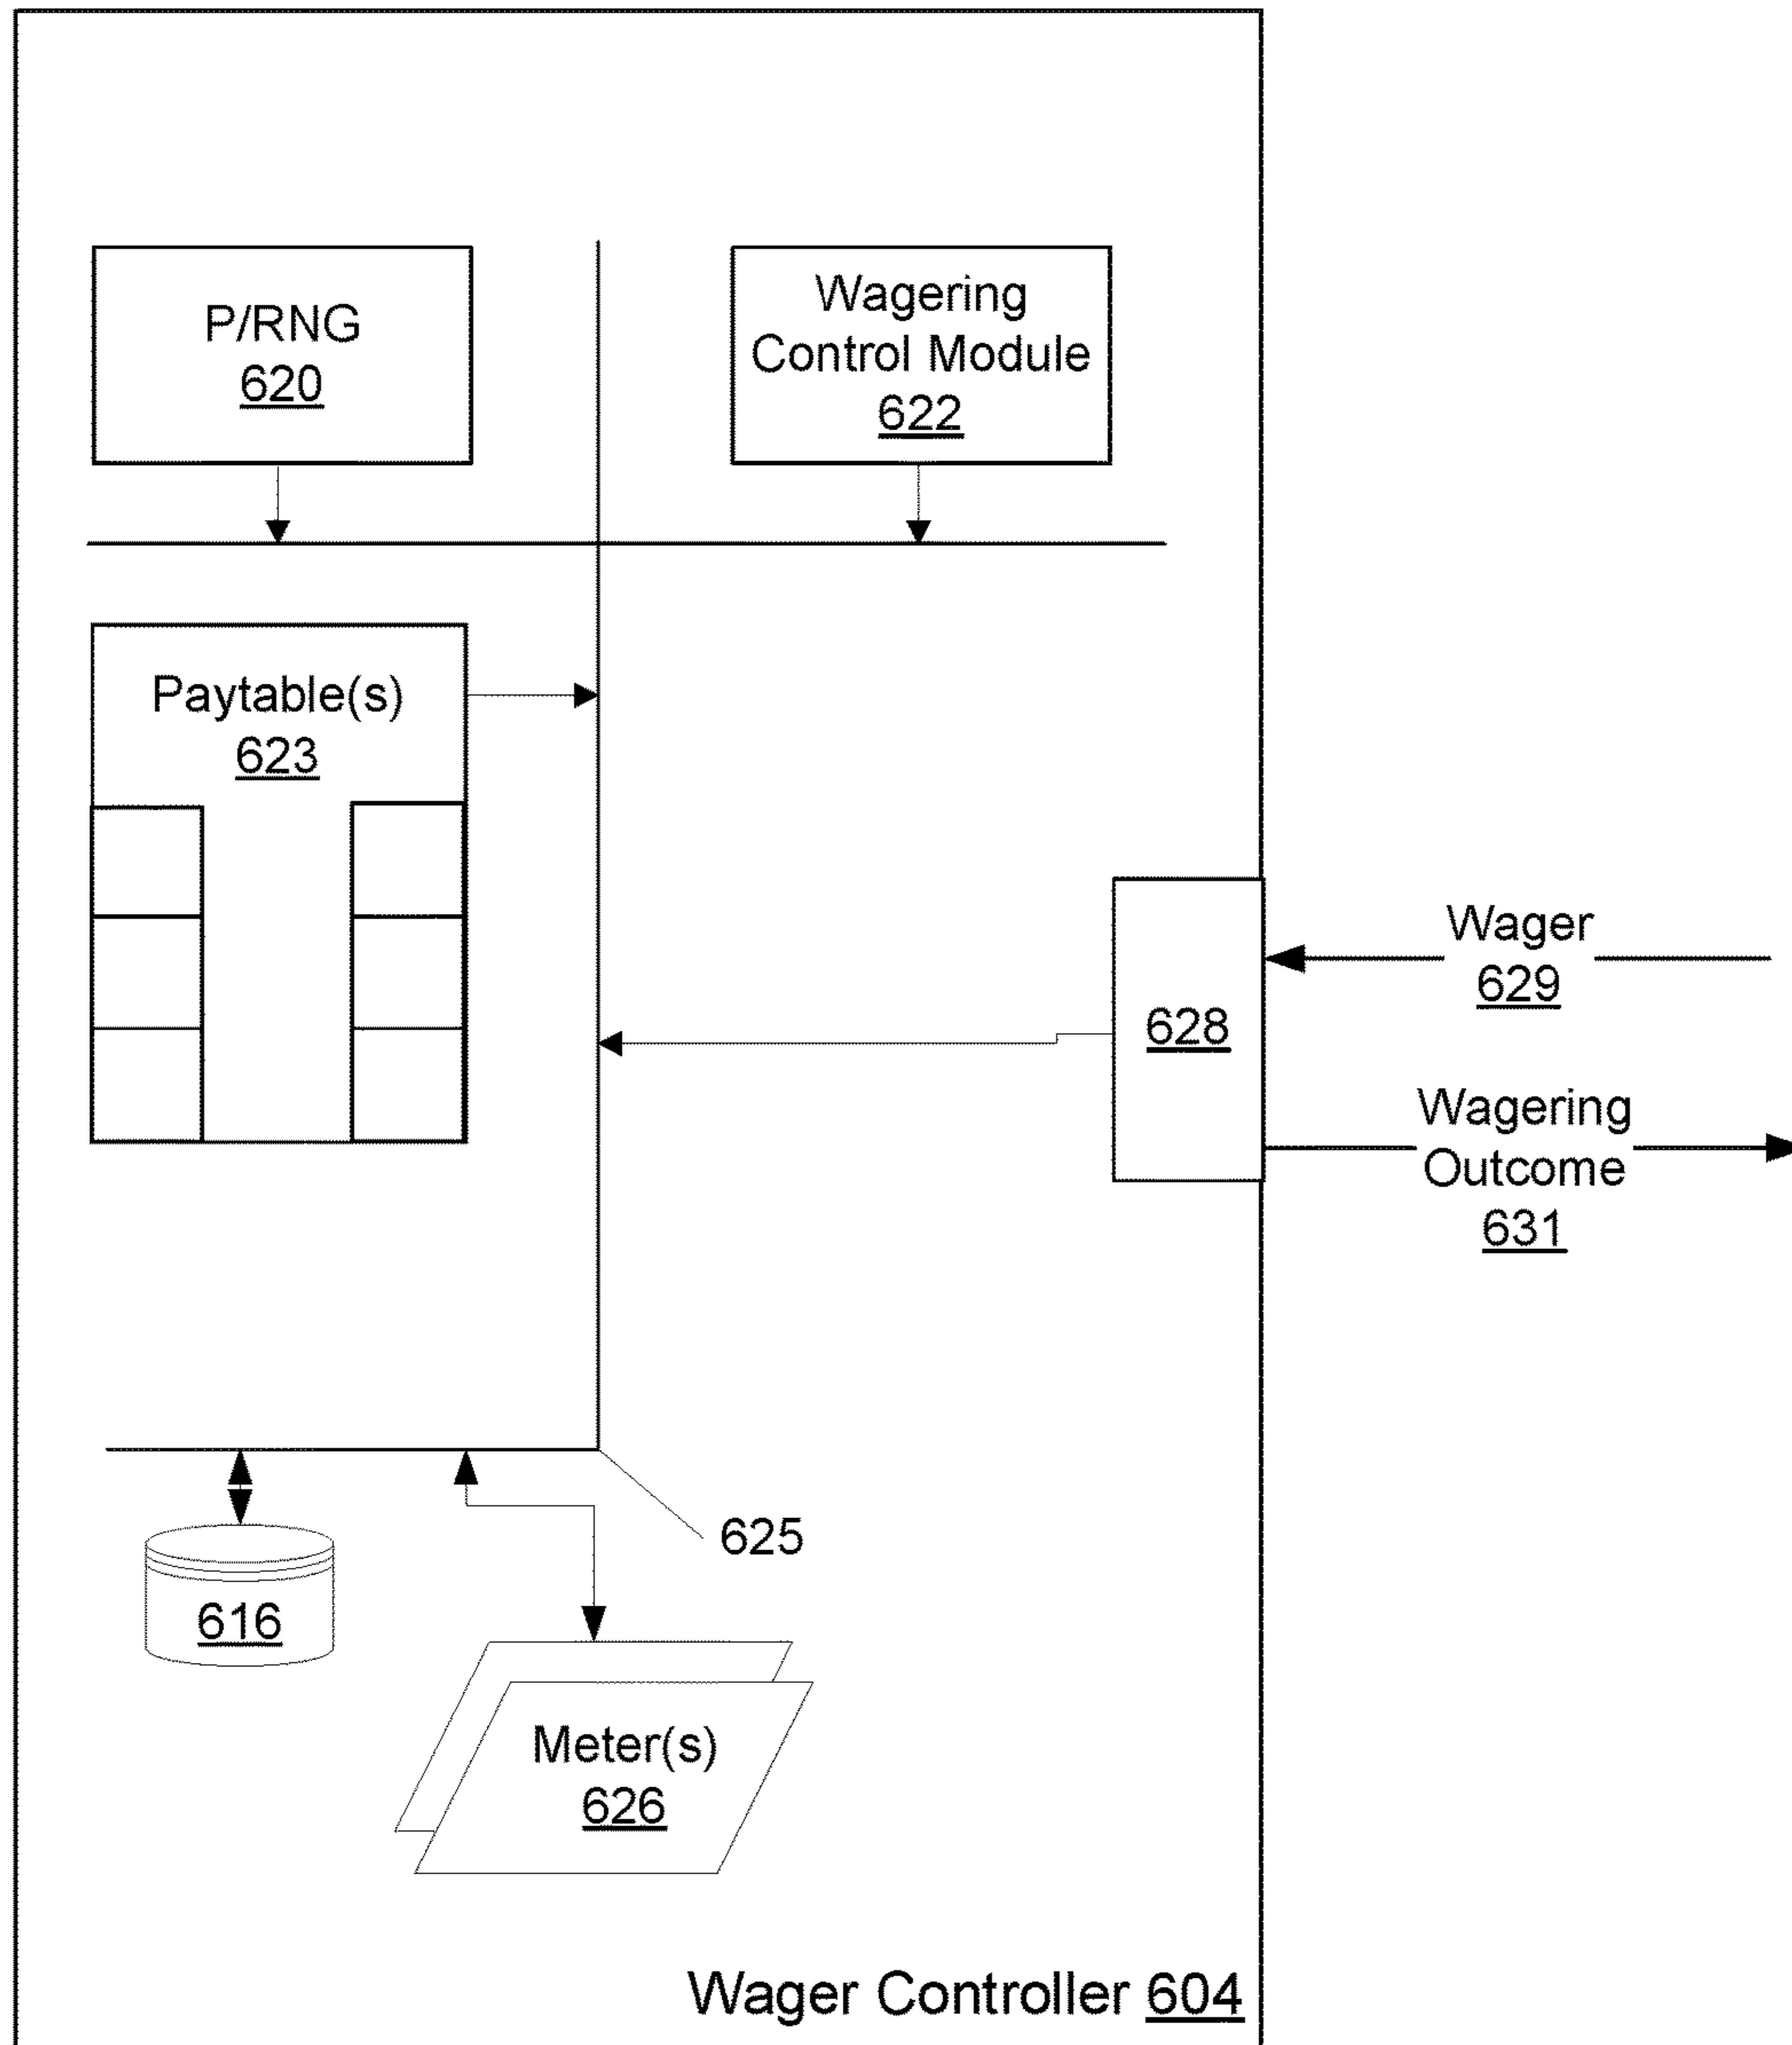 P/RNG
620
Wagering
Control Module
622
Paytable(s)
623
Wager
629
628
Wagering
Outcome
631
625
616
Meter(s)
626
Wager Controller 604